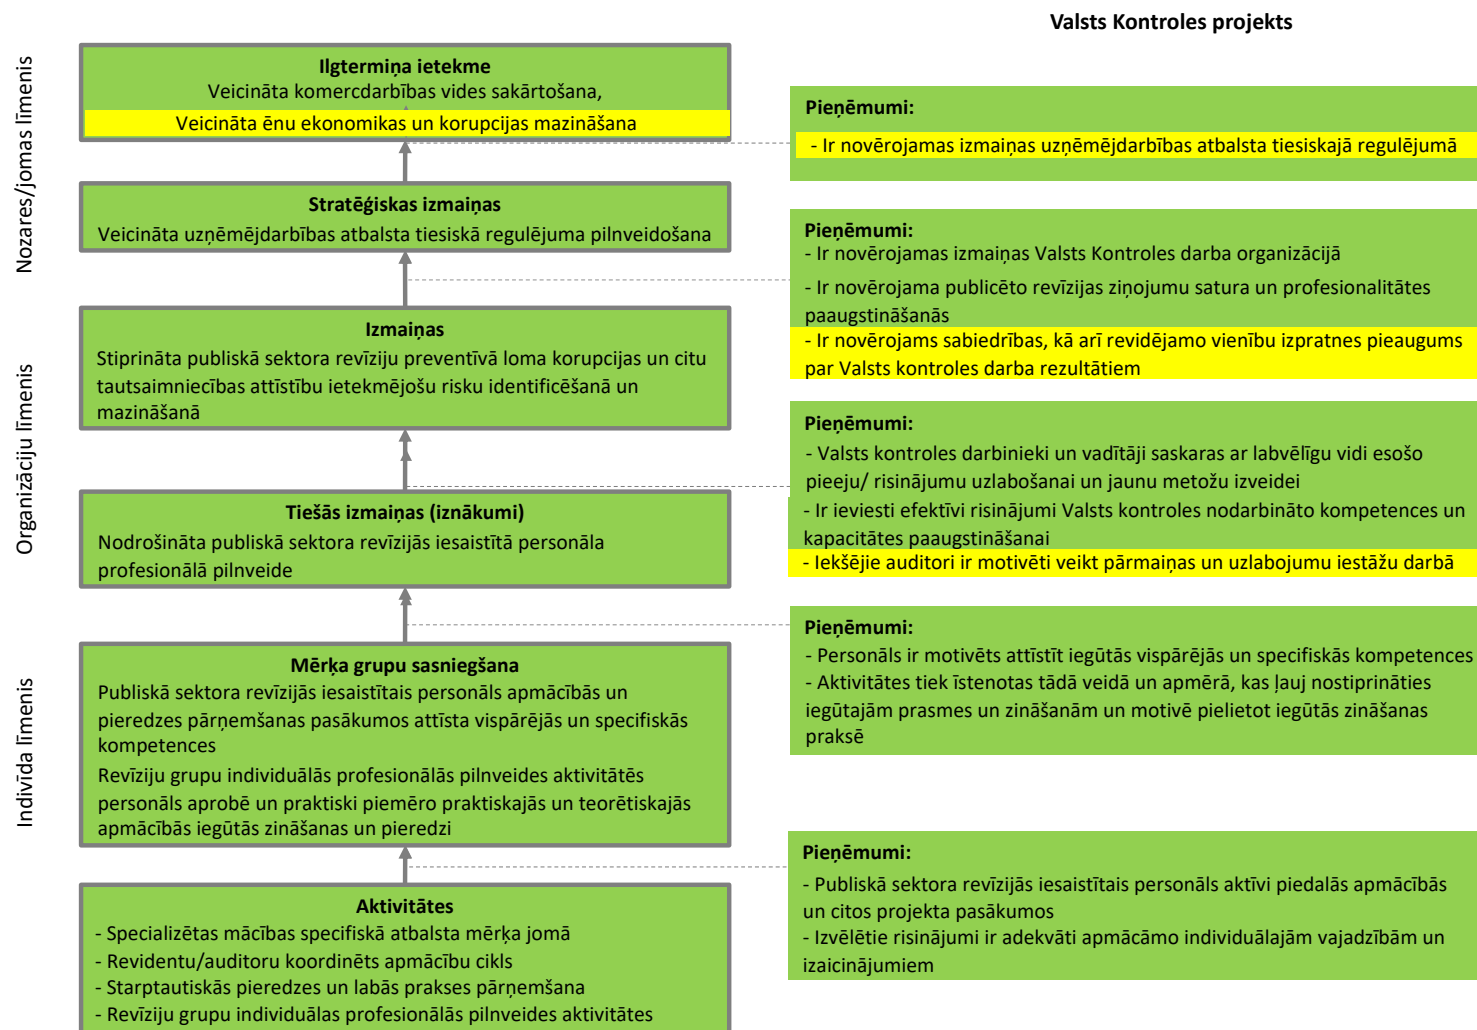 Valsts Kontroles projekts
Nozares/jomas līmenis
Ilgtermiņa ietekme
Veicināta komercdarbības vides sakārtošana,
Veicināta ēnu ekonomikas un korupcijas mazināšana
Pieņēmumi:
- Ir novērojamas izmaiņas uzņēmējdarbības atbalsta tiesiskajā regulējumā
Stratēģiskas izmaiņas
Veicināta uzņēmējdarbības atbalsta tiesiskā regulējuma pilnveidošana
Pieņēmumi:
- Ir novērojamas izmaiņas Valsts Kontroles darba organizācijā
- Ir novērojama publicēto revīzijas ziņojumu satura un profesionalitātes
paaugstināšanās
- Ir novērojams sabiedrības, kā arī revidējamo vienību izpratnes pieaugums
par Valsts kontroles darba rezultātiem
Organizāciju līmenis
Izmaiņas
Stiprināta publiskā sektora revīziju preventīvā loma korupcijas un citu
tautsaimniecības attīstību ietekmējošu risku identificēšanā un
mazināšanā
Pieņēmumi:
- Valsts kontroles darbinieki un vadītāji saskaras ar labvēlīgu vidi esošo
pieeju/ risinājumu uzlabošanai un jaunu metožu izveidei
- Ir ieviesti efektīvi risinājumi Valsts kontroles nodarbināto kompetences un
kapacitātes paaugstināšanai
- Iekšējie auditori ir motivēti veikt pārmaiņas un uzlabojumu iestāžu darbā
Tiešās izmaiņas (iznākumi)
Nodrošināta publiskā sektora revīzijās iesaistītā personāla
profesionālā pilnveide
Pieņēmumi:
- Personāls ir motivēts attīstīt iegūtās vispārējās un specifiskās kompetences
- Aktivitātes tiek īstenotas tādā veidā un apmērā, kas ļauj nostiprināties
iegūtajām prasmes un zināšanām un motivē pielietot iegūtās zināšanas
praksē
Indivīda līmenis
Mērķa grupu sasniegšana
Publiskā sektora revīzijās iesaistītais personāls apmācībās un
pieredzes pārņemšanas pasākumos attīsta vispārējās un specifiskās
kompetences
Revīziju grupu individuālās profesionālās pilnveides aktivitātēs
personāls aprobē un praktiski piemēro praktiskajās un teorētiskajās
apmācībās iegūtās zināšanas un pieredzi
Pieņēmumi:
- Publiskā sektora revīzijās iesaistītais personāls aktīvi piedalās apmācībās
un citos projekta pasākumos
- Izvēlētie risinājumi ir adekvāti apmācāmo individuālajām vajadzībām un
izaicinājumiem
Aktivitātes
- Specializētas mācības specifiskā atbalsta mērķa jomā
- Revidentu/auditoru koordinēts apmācību cikls
- Starptautiskās pieredzes un labās prakses pārņemšana
- Revīziju grupu individuālas profesionālās pilnveides aktivitātes